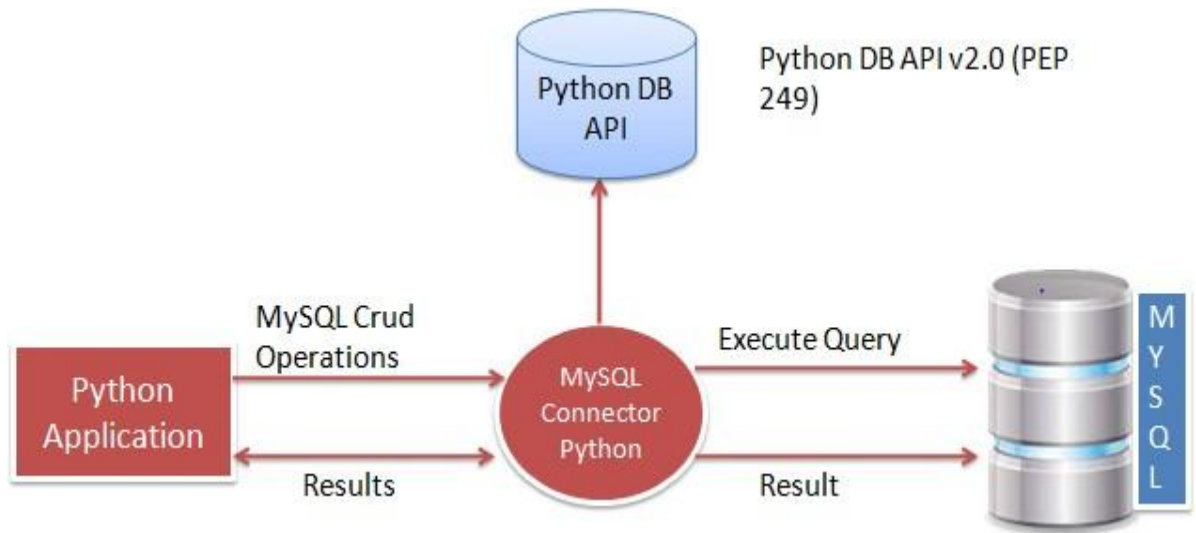 Python DB
API
Python DB API v2.0 (PEP
249)
MySQL Crud
Operations
Execute Query
Python
Application
MySQL
Connector
Python
Results
Result
M
Y
S
Q
L